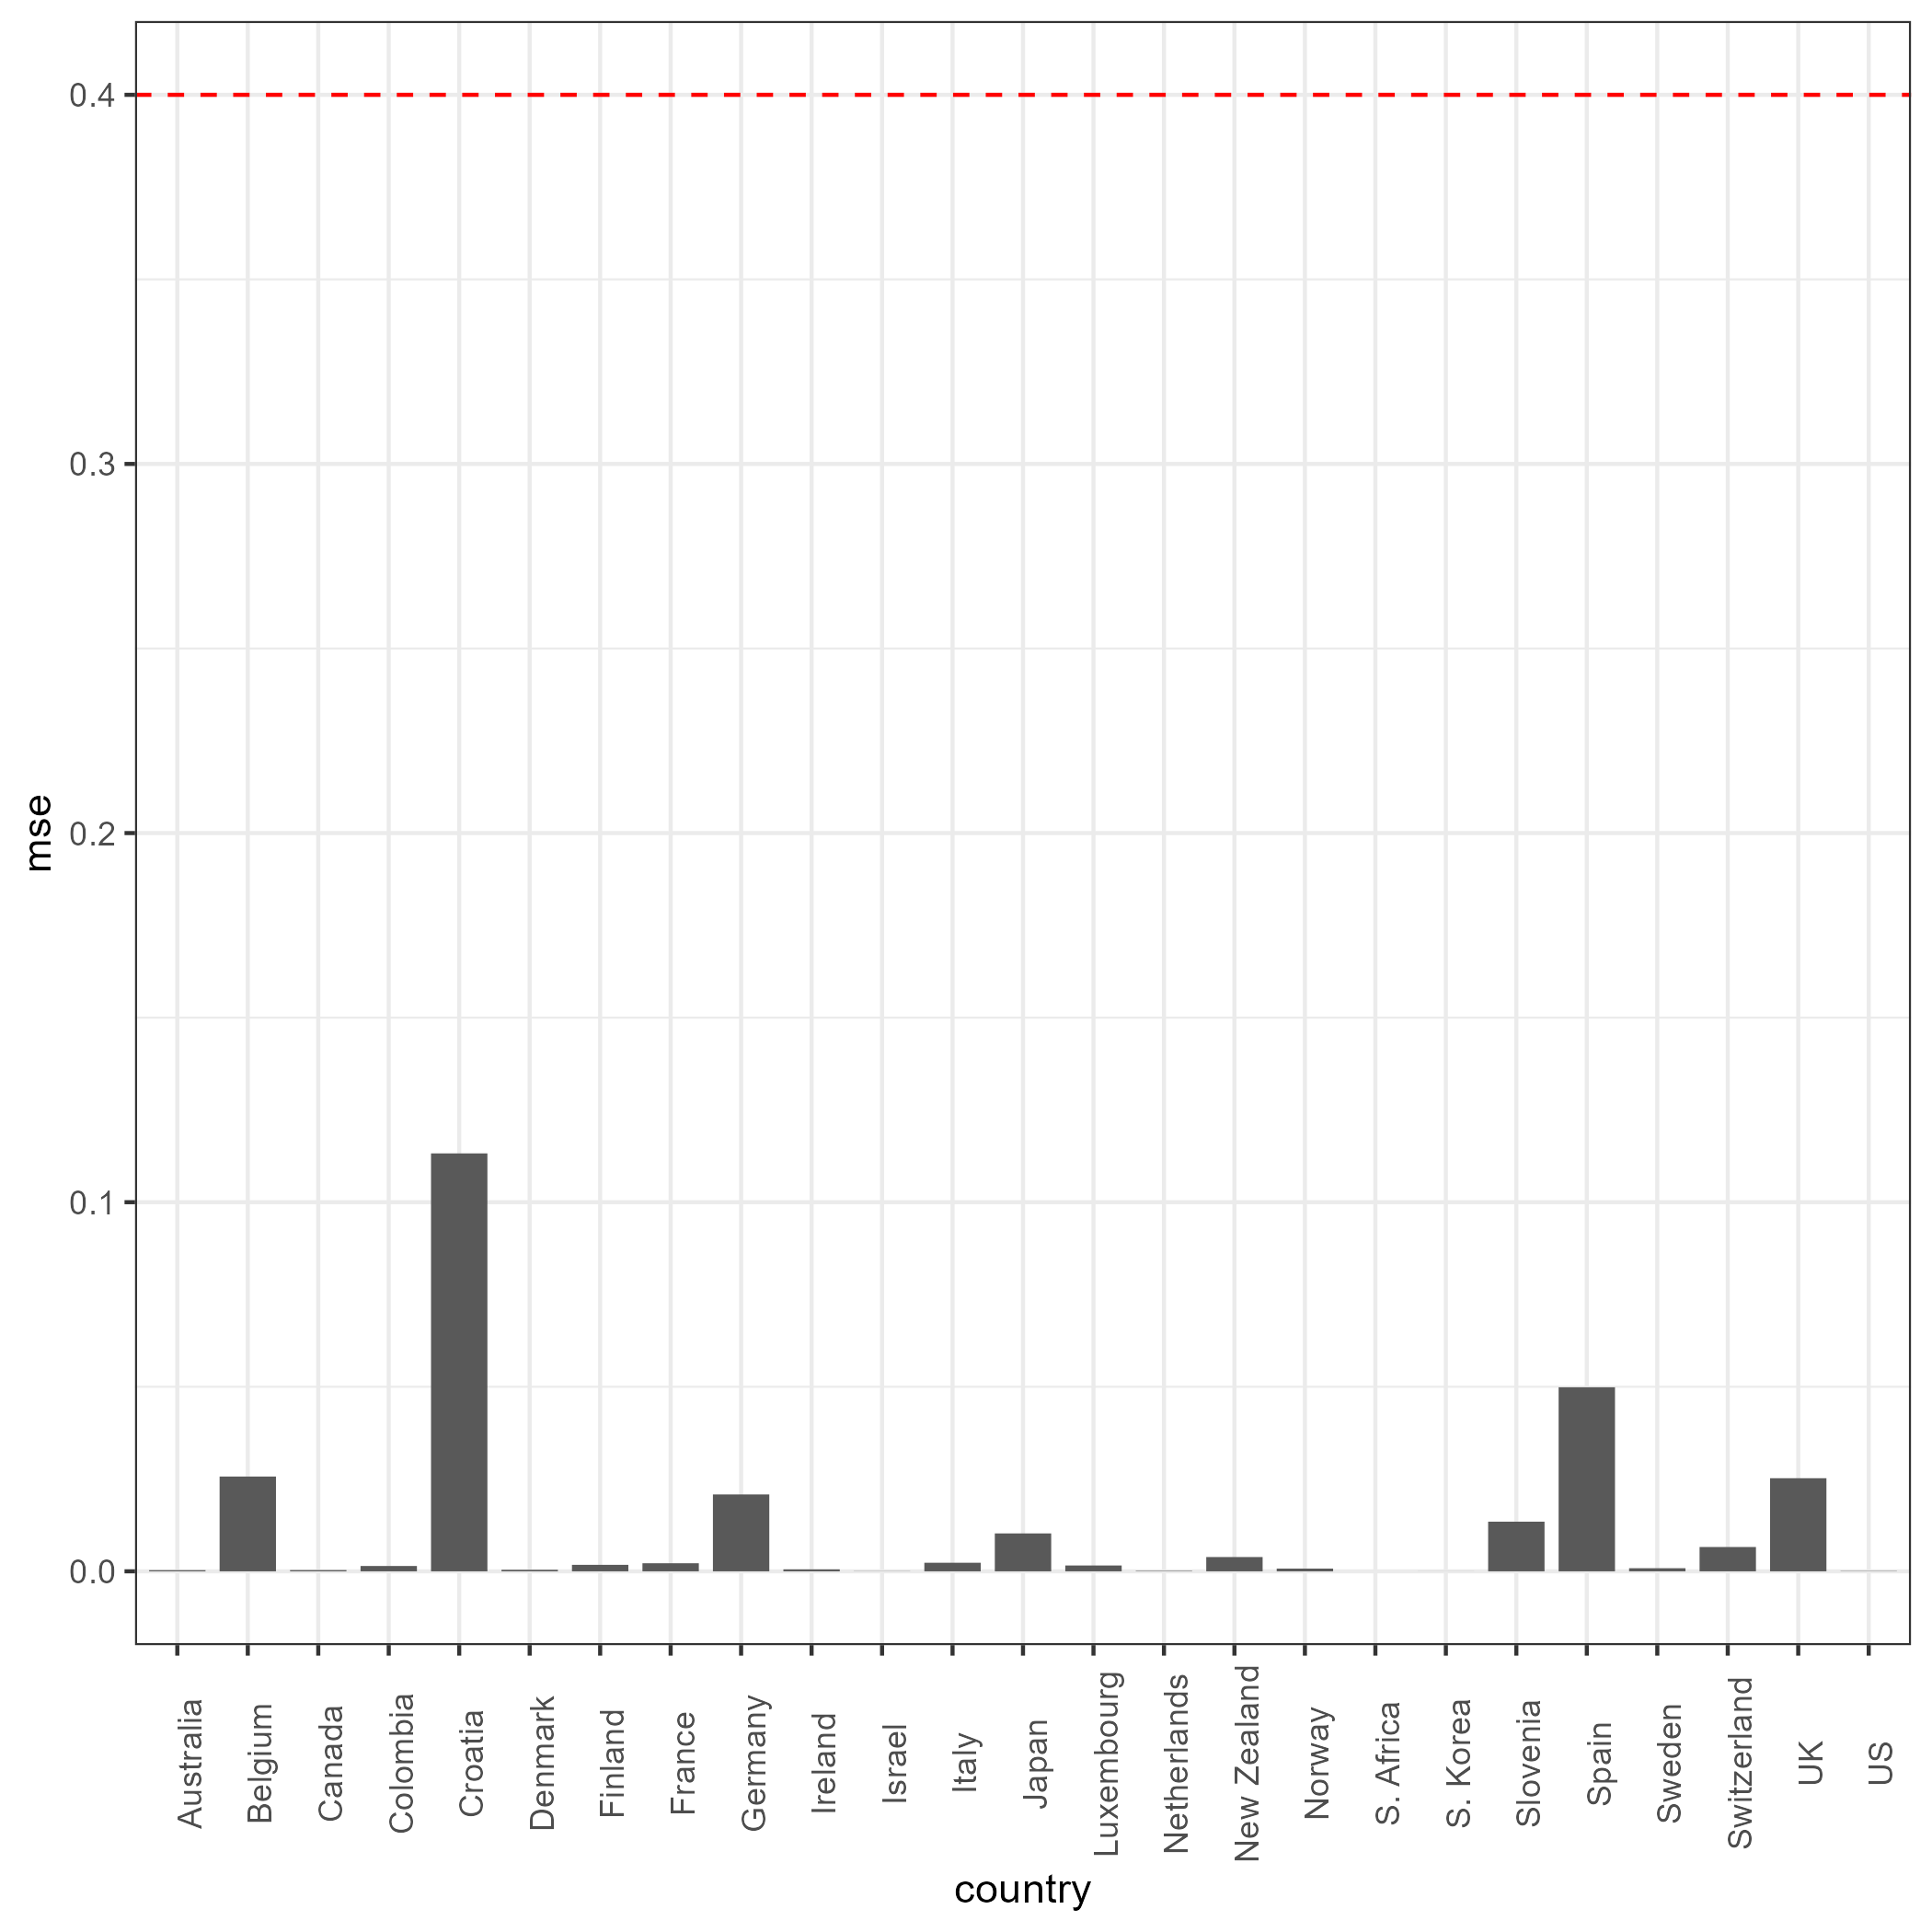 mse
0.4
0.3
0.2
0.1
0.0
Australia
Belgium
Canada
Colombia
Croatia
Denmark
Finland
France
Germany
Ireland
Israel
Italy
Japan
Luxembourg
Netherlands
New Zealand
Norway
S. Africa
S. Korea
Slovenia
Spain
Sweden
Switzerland
UK
US
country